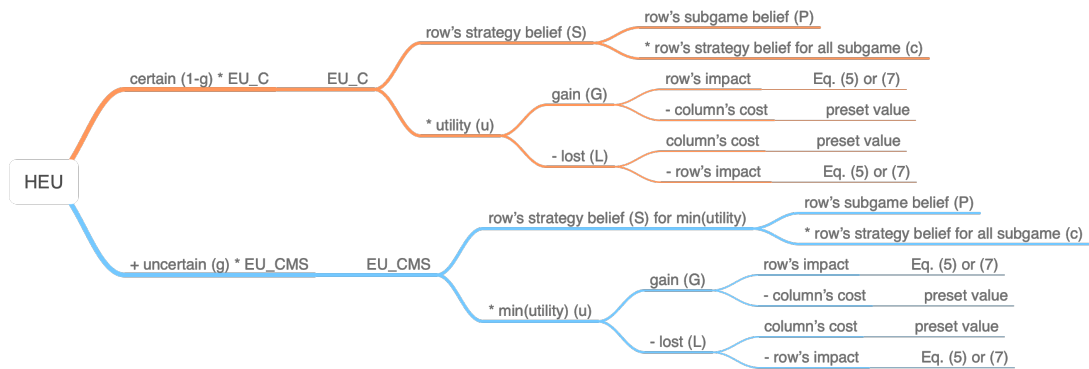 HEU
certain (1-g) * EU_C
EU_C
row's strategy belief (S)
row's subgame belief (P)
* row's strategy belief for all subgame (c)
* utility (u)
gain (G)
row's impact
Eq. (5) or (7)
- column's cost
preset value
- lost (L)
column's cost
preset value
- row's impact
Eq. (5) or (7)
+ uncertain (g) * EU_CMS
EU_CMS
row's strategy belief (S) for min(utility)
row's subgame belief (P)
* row's strategy belief for all subgame (c)
* min(utility) (u)
gain (G)
row's impact
Eq. (5) or (7)
- column's cost
preset value
- lost (L)
column's cost
preset value
- row's impact
Eq. (5) or (7)